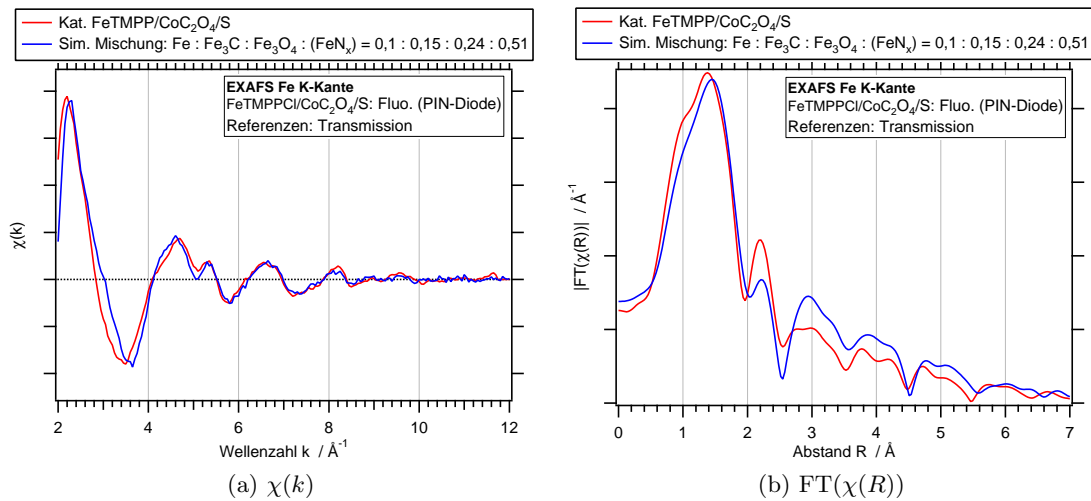 Kat. FeTMPP/CoC₂O₄/S
Sim. Mischung: Fe : Fe₃C : Fe₃O₄ : (FeNₓ) = 0,1 : 0,15 : 0,24 : 0,51
EXAFS Fe K-Kante
FeTMPPCl/CoC₂O₄/S: Fluo. (PIN-Diode)
Referenzen: Transmission
χ(k)
2 4 6 8 10 12
Wellenzahl k / Å⁻¹
(a) χ(k)
Kat. FeTMPP/CoC₂O₄/S
Sim. Mischung: Fe : Fe₃C : Fe₃O₄ : (FeNₓ) = 0,1 : 0,15 : 0,24 : 0,51
EXAFS Fe K-Kante
FeTMPPCl/CoC₂O₄/S: Fluo. (PIN-Diode)
Referenzen: Transmission
|FT(χ(R))| / Å⁻¹
0 1 2 3 4 5 6 7
Abstand R / Å
(b) FT(χ(R))